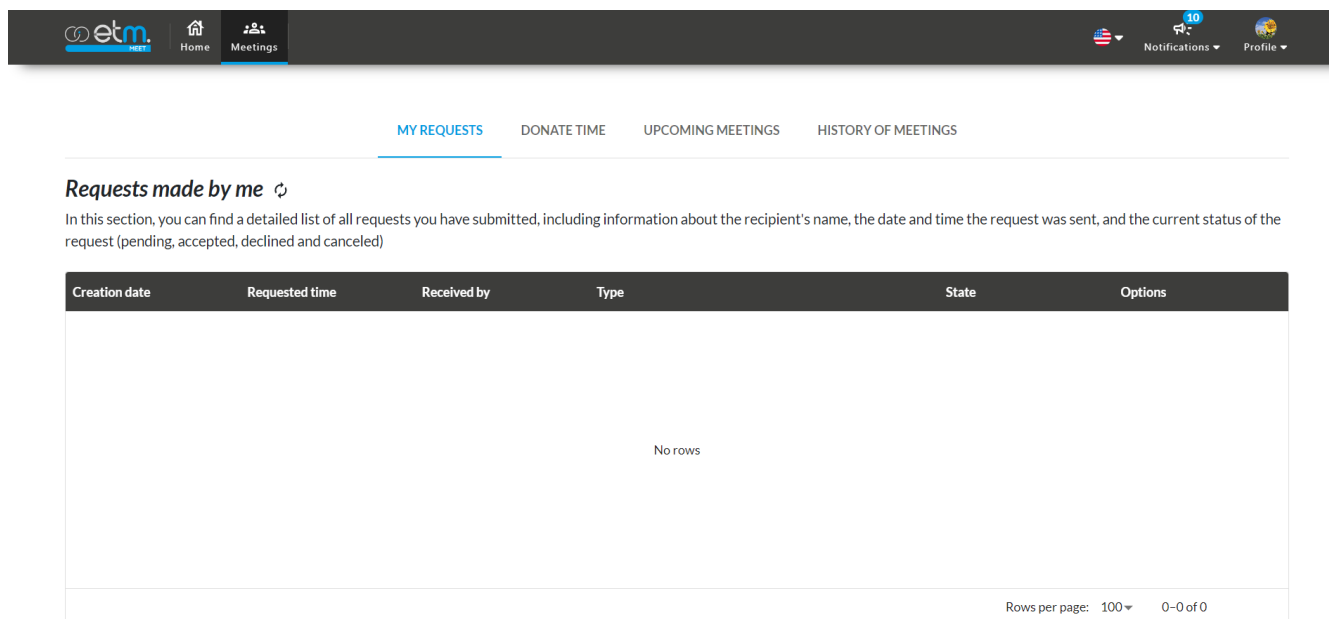 etm.
MEET
Home
Meetings
10
Notifications
Profile
MY REQUESTS DONATE TIME UPCOMING MEETINGS HISTORY OF MEETINGS
Requests made by me
In this section, you can find a detailed list of all requests you have submitted, including information about the recipient's name, the date and time the request was sent, and the current status of the
request (pending, accepted, declined and canceled)
Creation date Requested time Received by Type State Options
No rows
Rows per page: 100 0–0 of 0